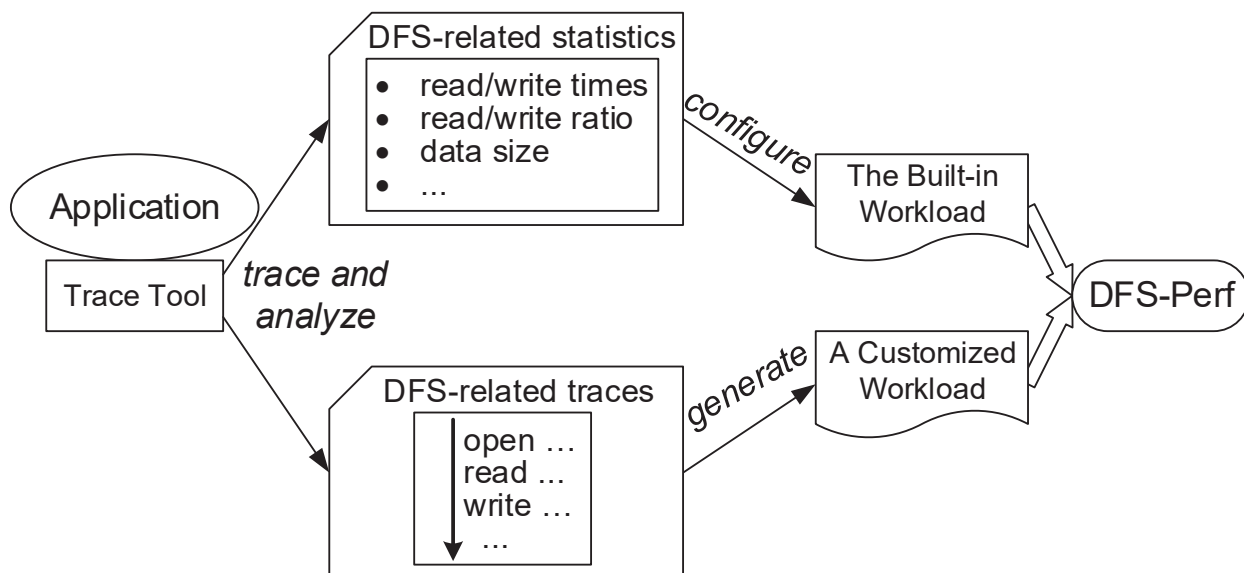 DFS-related statistics
• read/write times
• read/write ratio
• data size
• ...
configure
The Built-in
Workload
Application
Trace Tool
trace and
analyze
DFS-Perf
DFS-related traces
open ...
read ...
write ...
...
generate
A Customized
Workload